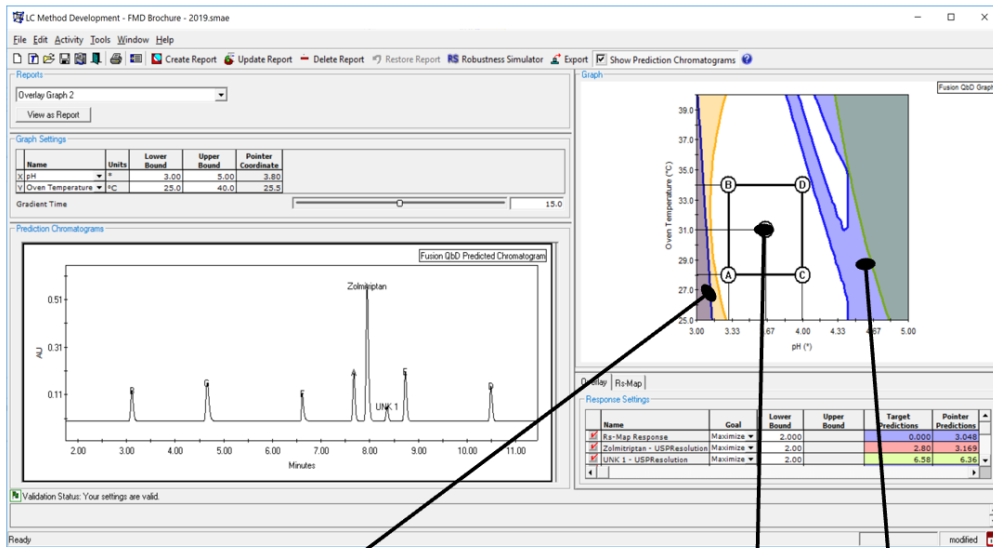 LC Method Development - FMD Brochure - 2019.smae
File Edit Activity Tools Window Help
Create Report Update Report Delete Report Restore Report RS Robustness Simulator Export Show Prediction Chromatograms
Reports
Overlay Graph 2
View as Report
Graph Settings
Name Units Lower Bound Upper Bound Pointer Coordinate
X pH ° 3.00 5.00 3.80
Y Oven Temperature °C 25.0 40.0 25.5
Gradient Time 15.0
Prediction Chromatograms
Fusion QbD Predicted Chromatogram
Zolmitriptan
0.51
0.31
AU
0.11
A
E
UNK 1
F
D
2.00 3.00 4.00 5.00 6.00 7.00 8.00 9.00 10.00 11.00
Minutes
Graph
Fusion QbD Graph
39.0
37.0
35.0
33.0
31.0
29.0
27.0
25.0
Oven Temperature (°C)
B D
A C
3.00 3.33 3.67 4.00 4.33 4.67 5.00
pH (°)
Rs-Map
Response Settings
Name Goal Lower Bound Upper Bound Target Predictions Pointer Predictions
Rs-Map Response Maximize 2.000 0.000 3.048
Zolmitriptan - USPResolution Maximize 2.00 2.80 3.169
UNK 1 - USPResolution Maximize 2.00 6.58 6.36
Validation Status: Your settings are valid.
Ready modified